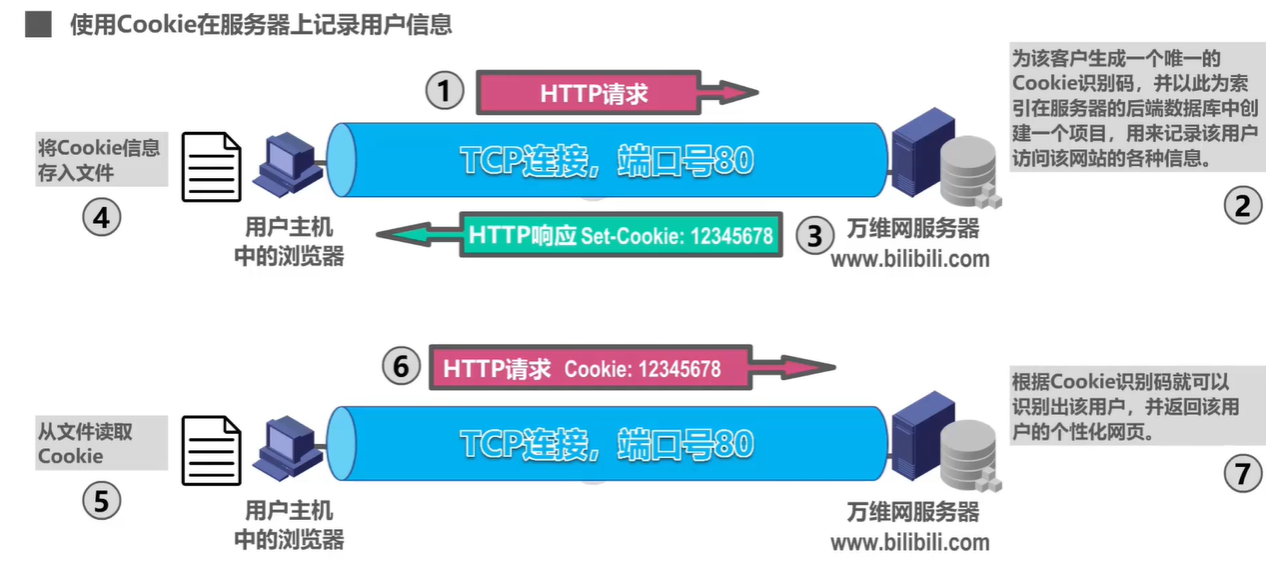 使用Cookie在服务器上记录用户信息
①
HTTP请求
为该客户生成一个唯一的
Cookie识别码，并以此为索
引在服务器的后端数据库中创
建一个项目，用来记录该用户
访问该网站的各种信息。
②
将Cookie信息
存入文件
④
TCP连接，端口号80
用户主机
中的浏览器
HTTP响应 Set-Cookie: 12345678
③
万维网服务器
www.bilibili.com
⑥
HTTP请求 Cookie: 12345678
根据Cookie识别码就可以
识别出该用户，并返回该用
户的个性化网页。
⑦
从文件读取
Cookie
⑤
TCP连接，端口号80
用户主机
中的浏览器
万维网服务器
www.bilibili.com